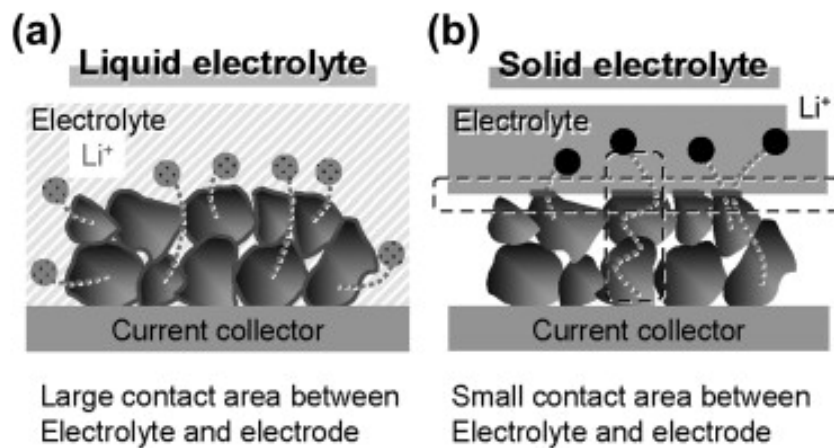 (a)
Liquid electrolyte
Electrolyte
Li⁺
Current collector
Large contact area between
Electrolyte and electrode
(b)
Solid electrolyte
Electrolyte
Li⁺
Current collector
Small contact area between
Electrolyte and electrode